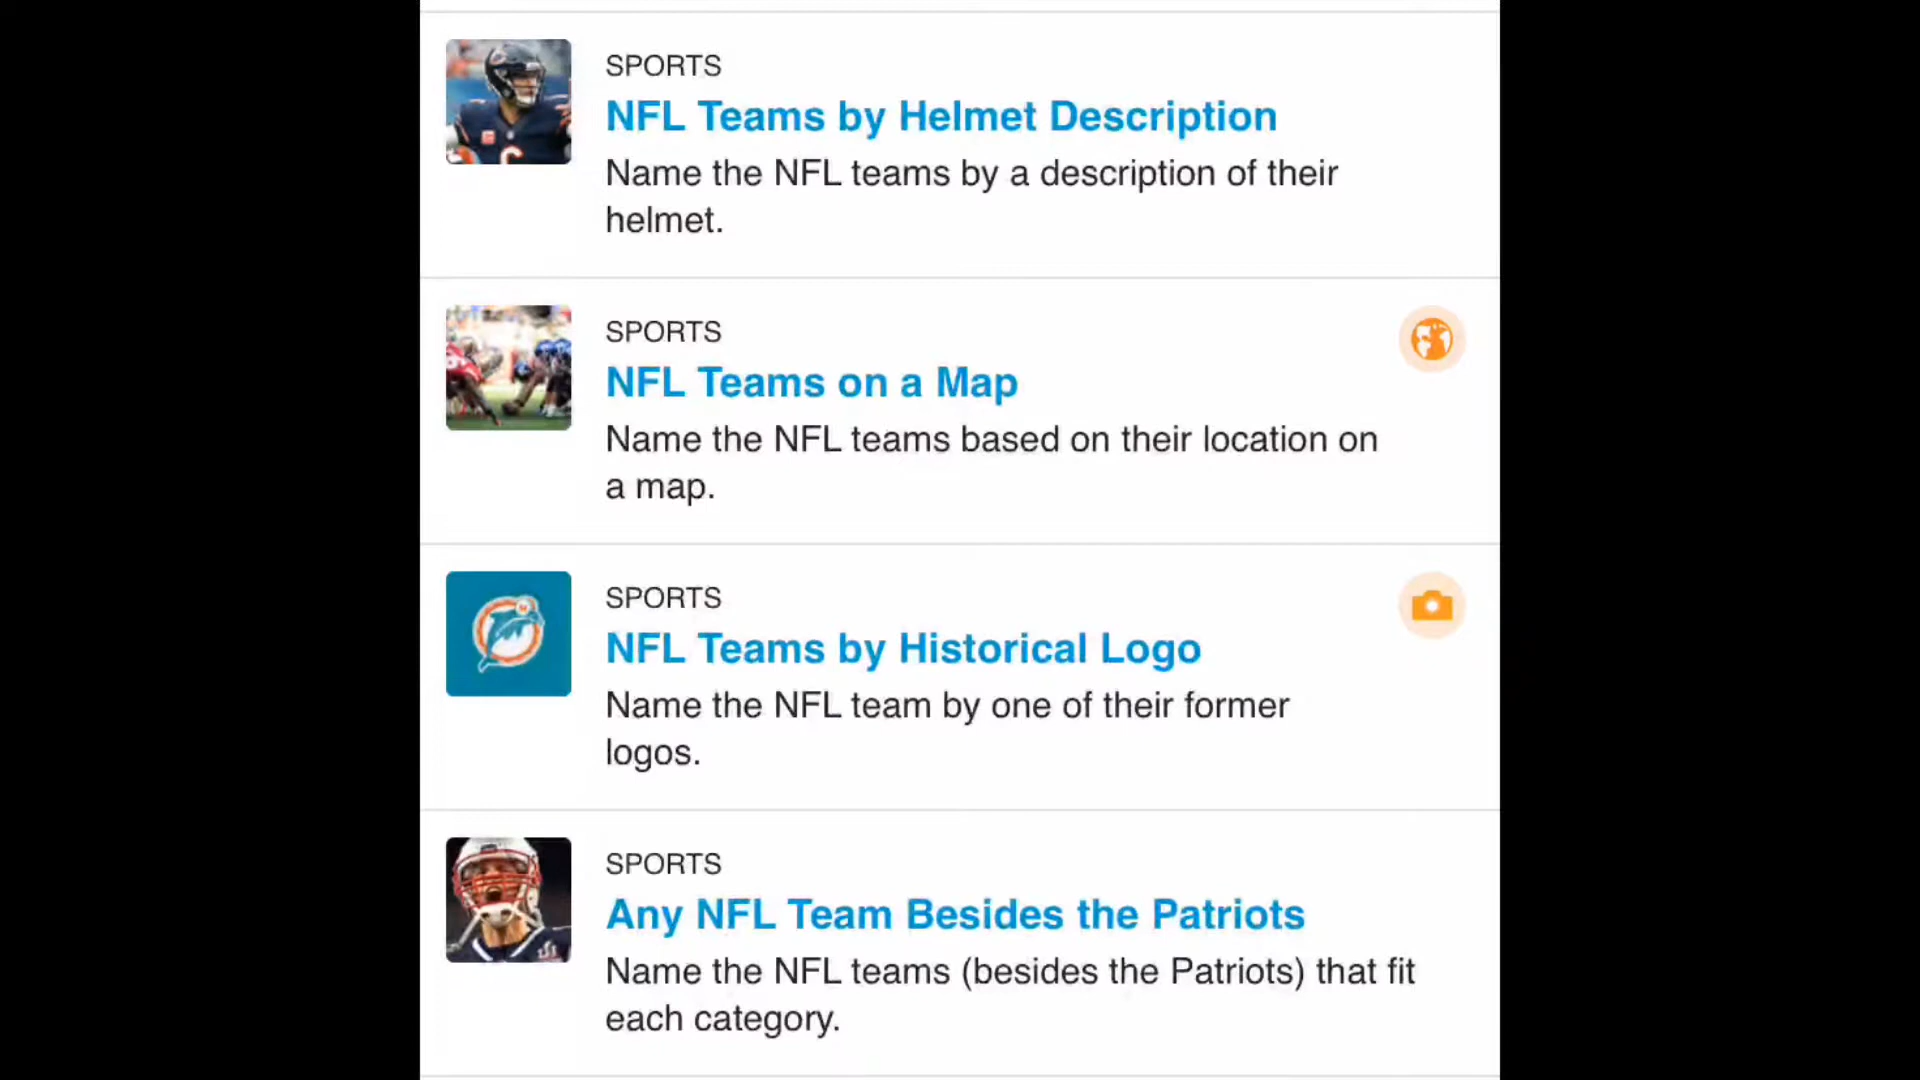 SPORTS
NFL Teams by Helmet Description
Name the NFL teams by a description of their
helmet.
SPORTS
NFL Teams on a Map
Name the NFL teams based on their location on
a map.
SPORTS
NFL Teams by Historical Logo
Name the NFL team by one of their former
logos.
SPORTS
Any NFL Team Besides the Patriots
Name the NFL teams (besides the Patriots) that fit
each category.